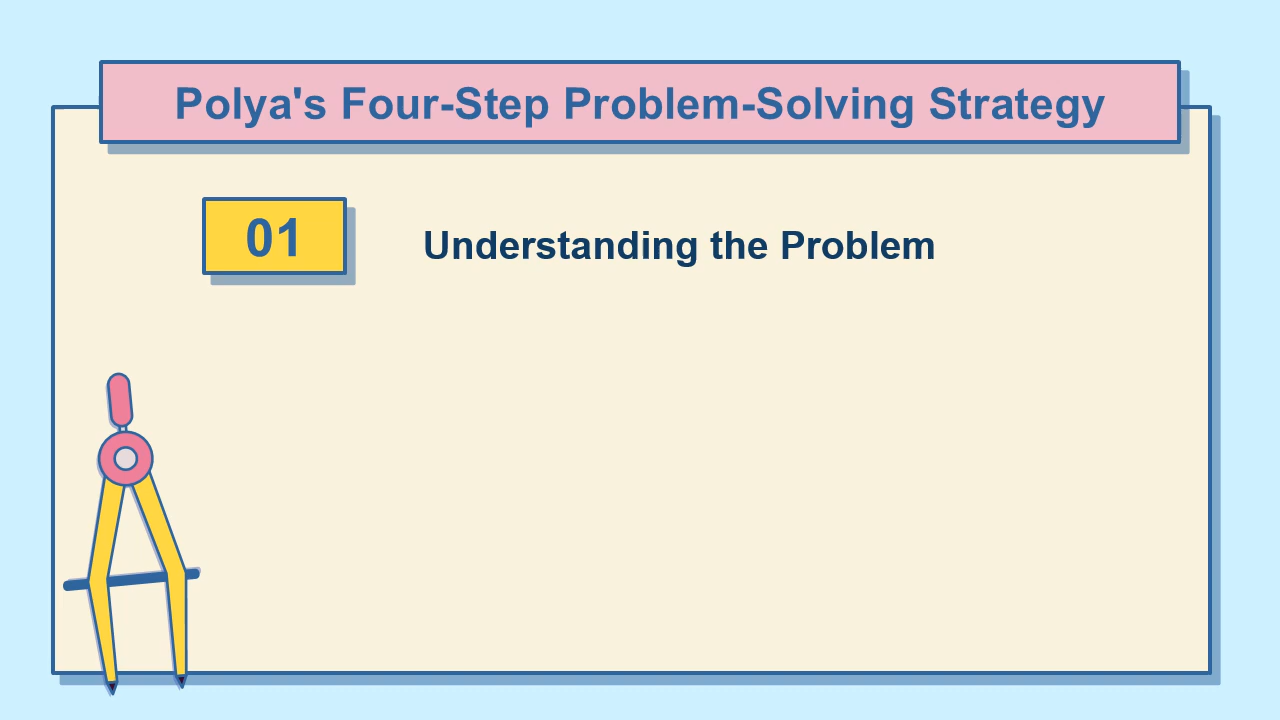 Polya's Four-Step Problem-Solving Strategy
01
Understanding the Problem